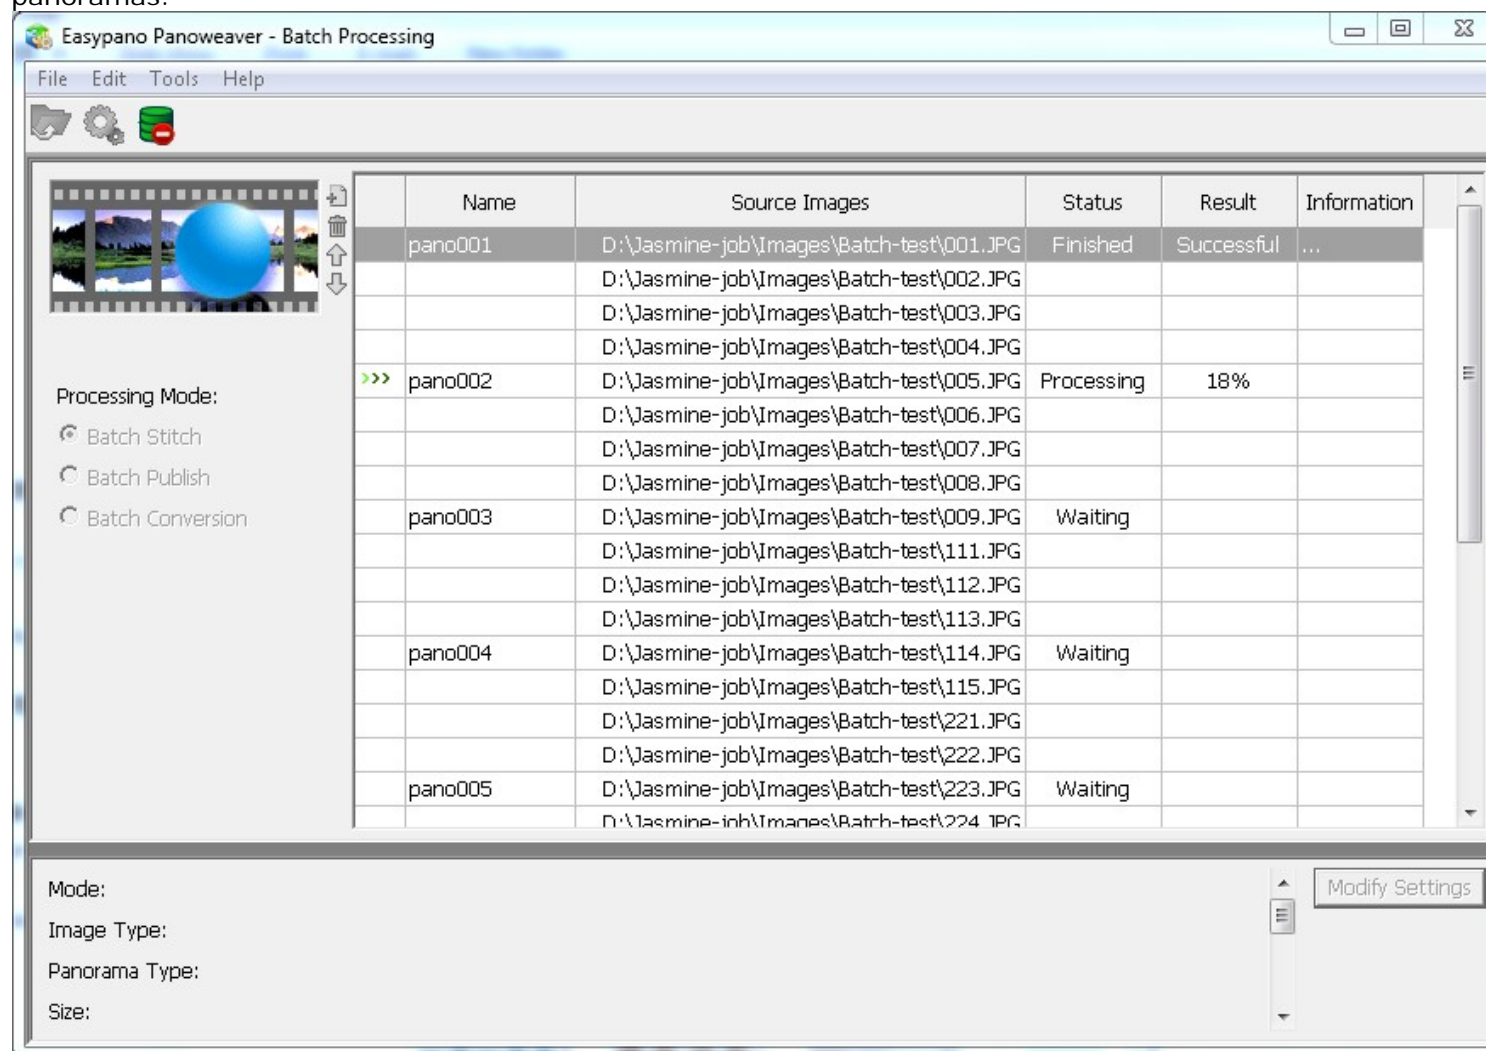 panoramas.
Easypano Panoweaver - Batch Processing
File Edit Tools Help
Name Source Images Status Result Information
pano001 D:\Jasmine-job\Images\Batch-test\001.JPG Finished Successful ...
D:\Jasmine-job\Images\Batch-test\002.JPG
D:\Jasmine-job\Images\Batch-test\003.JPG
D:\Jasmine-job\Images\Batch-test\004.JPG
>>> pano002 D:\Jasmine-job\Images\Batch-test\005.JPG Processing 18%
D:\Jasmine-job\Images\Batch-test\006.JPG
D:\Jasmine-job\Images\Batch-test\007.JPG
D:\Jasmine-job\Images\Batch-test\008.JPG
pano003 D:\Jasmine-job\Images\Batch-test\009.JPG Waiting
D:\Jasmine-job\Images\Batch-test\111.JPG
D:\Jasmine-job\Images\Batch-test\112.JPG
D:\Jasmine-job\Images\Batch-test\113.JPG
pano004 D:\Jasmine-job\Images\Batch-test\114.JPG Waiting
D:\Jasmine-job\Images\Batch-test\115.JPG
D:\Jasmine-job\Images\Batch-test\221.JPG
D:\Jasmine-job\Images\Batch-test\222.JPG
pano005 D:\Jasmine-job\Images\Batch-test\223.JPG Waiting
D:\Jasmine-job\Images\Batch-test\224.JPG
Processing Mode:
Batch Stitch
Batch Publish
Batch Conversion
Mode:
Image Type:
Panorama Type:
Size:
Modify Settings